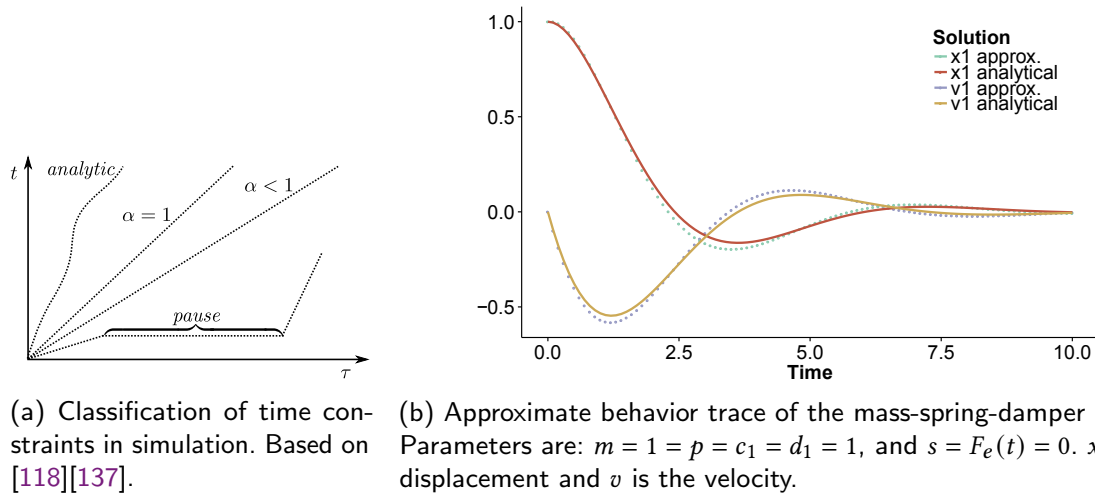 t
analytic
α = 1
α < 1
pause
τ
1.0
0.5
0.0
−0.5
0.0
2.5
5.0
7.5
10.0
Time
Solution
x1 approx.
x1 analytical
v1 approx.
v1 analytical
(a) Classification of time con-
straints in simulation. Based on
[118][137].
(b) Approximate behavior trace of the mass-spring-damper
Parameters are: m = 1 = p = c₁ = d₁ = 1, and s = Fₑ(t) = 0. x
displacement and v is the velocity.